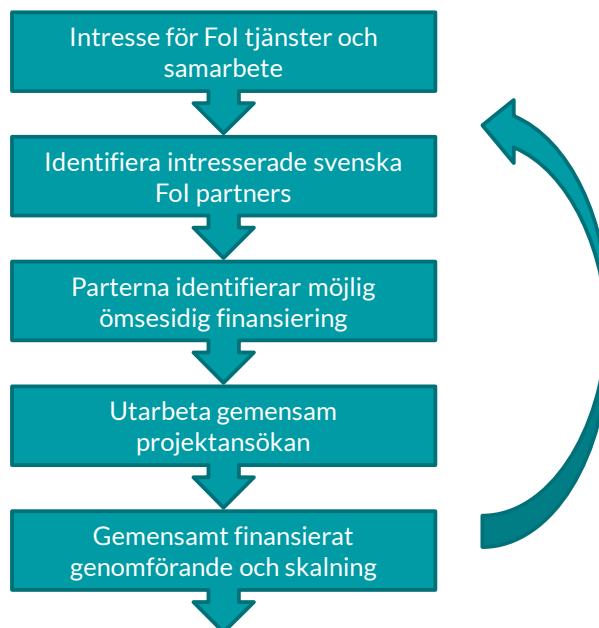 Intresse för FoI tjänster och
samarbete
Identifiera intresserade svenska
FoI partners
Parterna identifierar möjlig
ömsesidig finansiering
Utarbeta gemensam
projektansökan
Gemensamt finansierat
genomförande och skalning